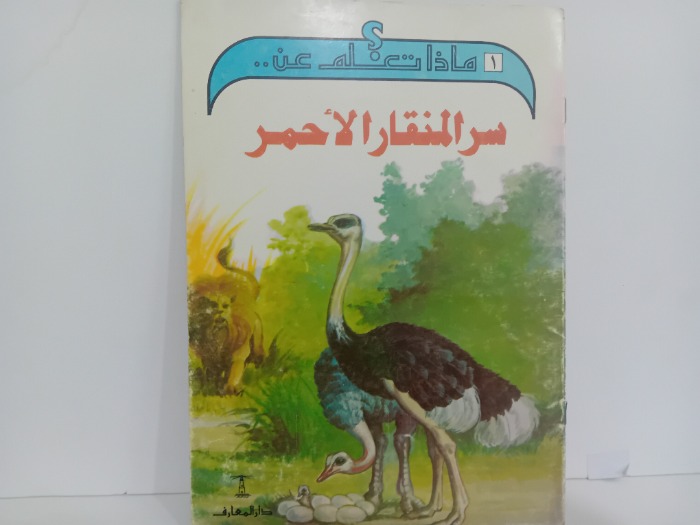 ١ ماذا تعلم عن..؟
سر المنقار الأحمر
دار المعارف